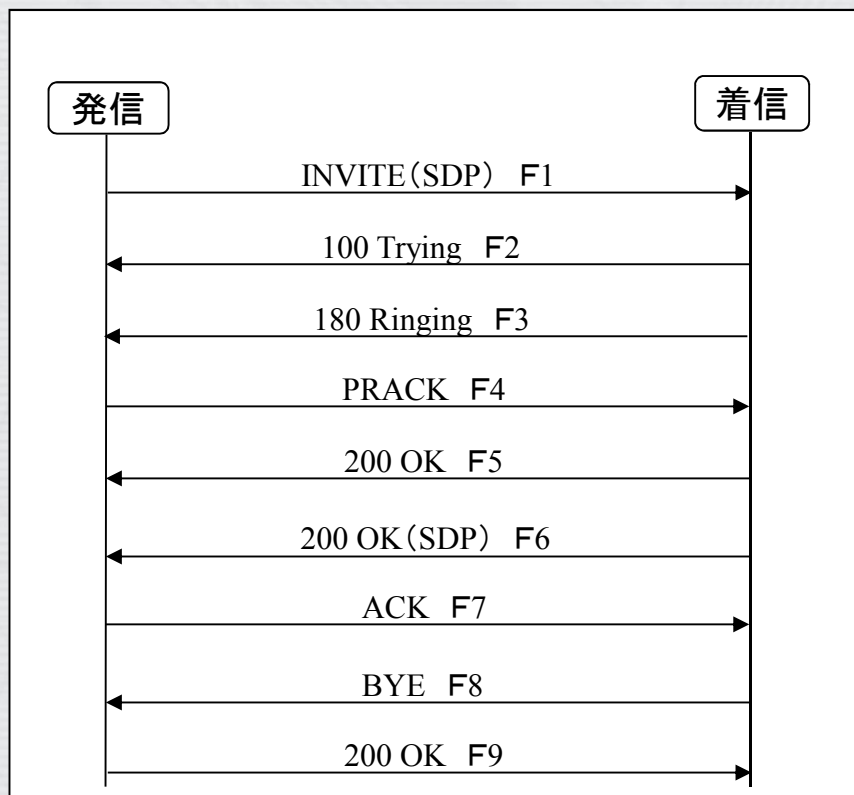 発信
着信
INVITE（SDP） F1
100 Trying F2
180 Ringing F3
PRACK F4
200 OK F5
200 OK（SDP） F6
ACK F7
BYE F8
200 OK F9